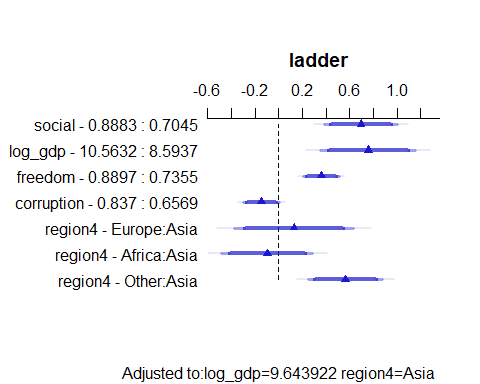 ladder
-0.6 -0.2 0.2 0.6 1.0
social - 0.8883 : 0.7045
log_gdp - 10.5632 : 8.5937
freedom - 0.8897 : 0.7355
corruption - 0.837 : 0.6569
region4 - Europe:Asia
region4 - Africa:Asia
region4 - Other:Asia
Adjusted to:log_gdp=9.643922 region4=Asia